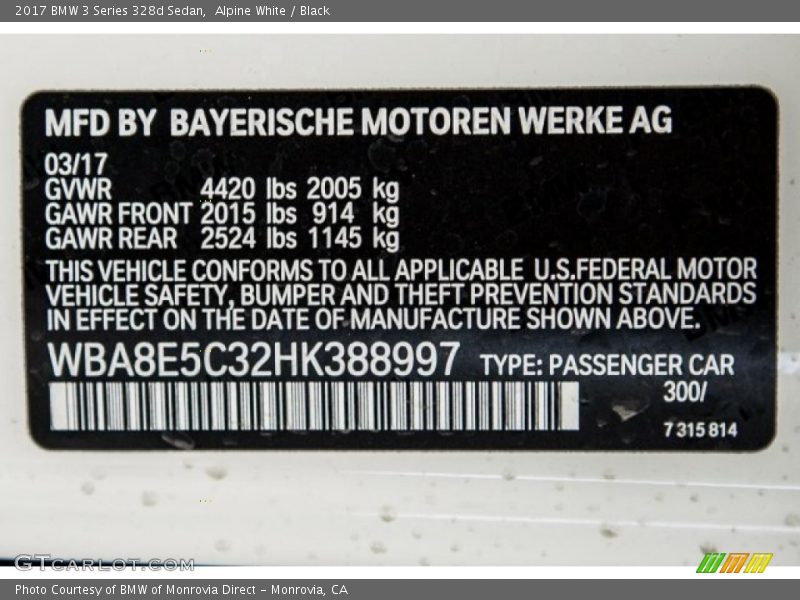 2017 BMW 3 Series 328d Sedan, Alpine White / Black
MFD BY BAYERISCHE MOTOREN WERKE AG
03/17
GVWR 4420 lbs 2005 kg
GAWR FRONT 2015 lbs 914 kg
GAWR REAR 2524 lbs 1145 kg
THIS VEHICLE CONFORMS TO ALL APPLICABLE U.S.FEDERAL MOTOR
VEHICLE SAFETY, BUMPER AND THEFT PREVENTION STANDARDS
IN EFFECT ON THE DATE OF MANUFACTURE SHOWN ABOVE.
WBA8E5C32HK388997 TYPE: PASSENGER CAR
300/
7 315 814
GTCARLOT.COM
Photo Courtesy of BMW of Monrovia Direct - Monrovia, CA